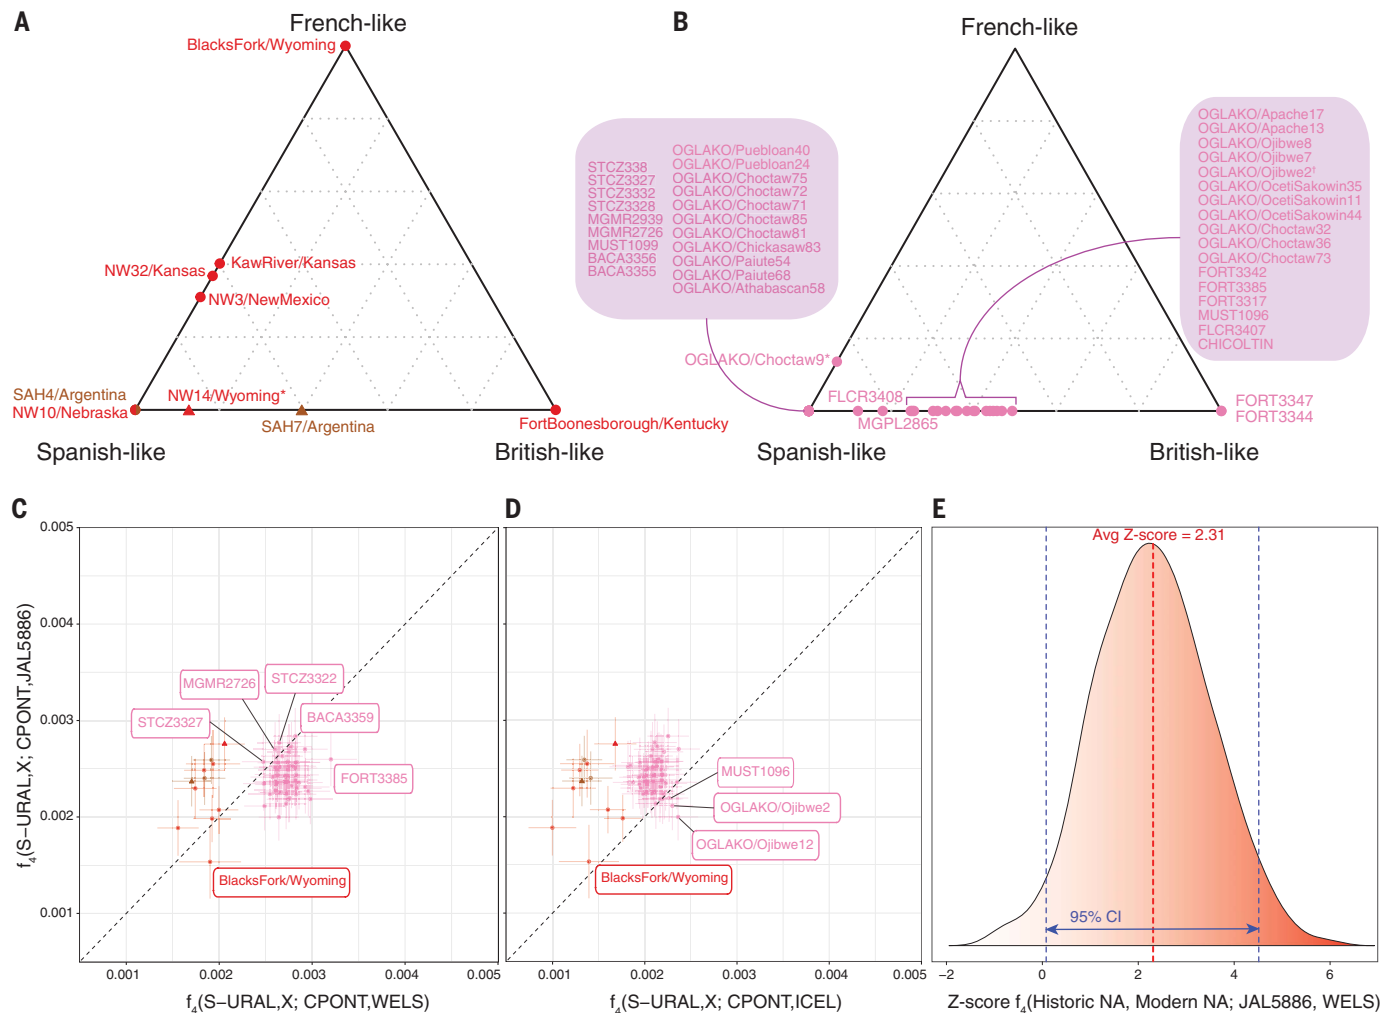 A
French-like
BlacksFork/Wyoming
KawRiver/Kansas
NW32/Kansas
NW3/NewMexico
SAH4/Argentina
NW10/Nebraska
NW14/Wyoming*
SAH7/Argentina
FortBoonesborough/Kentucky
Spanish-like
British-like
B
French-like
STCZ338
STCZ3327
STCZ3332
STCZ3328
MGMR2939
MGMR2726
MUST1099
BACA3356
BACA3355
OGLAKO/Puebloan40
OGLAKO/Puebloan24
OGLAKO/Choctaw75
OGLAKO/Choctaw72
OGLAKO/Choctaw71
OGLAKO/Choctaw85
OGLAKO/Choctaw81
OGLAKO/Chickasaw83
OGLAKO/Paiute54
OGLAKO/Paiute68
OGLAKO/Athabascan58
OGLAKO/Apache17
OGLAKO/Apache13
OGLAKO/Ojibwe8
OGLAKO/Ojibwe7
OGLAKO/Ojibwe2†
OGLAKO/OcetiSakowin35
OGLAKO/OcetiSakowin11
OGLAKO/OcetiSakowin44
OGLAKO/Choctaw32
OGLAKO/Choctaw36
OGLAKO/Choctaw73
FORT3342
FORT3385
FORT3317
MUST1096
FLCR3407
CHICOLTIN
OGLAKO/Choctaw9*
FLCR3408
MGPL2865
FORT3347
FORT3344
Spanish-like
British-like
C
0.005
0.004
0.003
0.002
0.001
f4(S−URAL,X; CPONT,JAL5886)
MGMR2726
STCZ3322
STCZ3327
BACA3359
FORT3385
BlacksFork/Wyoming
0.001 0.002 0.003 0.004 0.005
f4(S−URAL,X; CPONT,WELS)
D
MUST1096
OGLAKO/Ojibwe2
OGLAKO/Ojibwe12
BlacksFork/Wyoming
0.001 0.002 0.003 0.004 0.005
f4(S−URAL,X; CPONT,ICEL)
E
Avg Z-score = 2.31
95% CI
−2 0 2 4 6
Z-score f4(Historic NA, Modern NA; JAL5886, WELS)